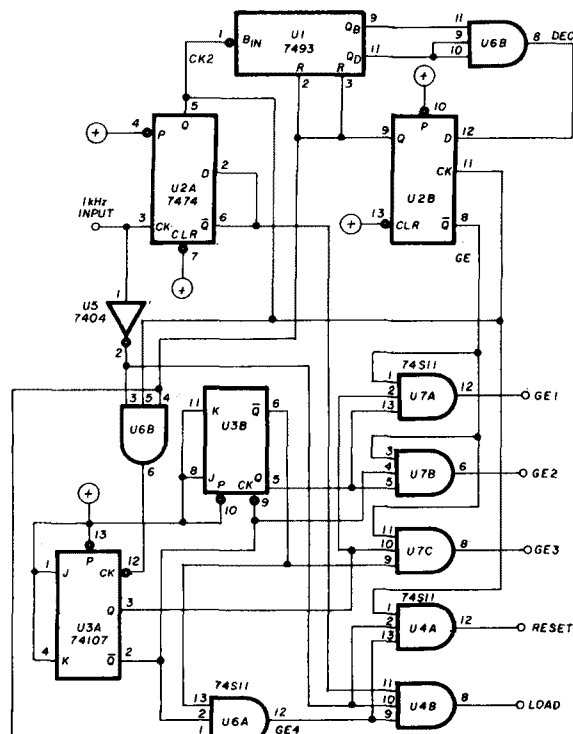 1
B IN
U1
7493
QB
QD
R
R
9
11
2
3
CK2
11
9
10
U6B
8
DEC
5
4
Q
P
U2A
7474
D
2
CK
CLR
Q
6
3
7
1kHz
INPUT
+
+
+
10
P
9
Q
D
12
CK
11
U2B
13
CLR
Q
8
GE
+
1
U5
7404
2
3
5
4
U6B
6
11
K
Q
6
U3B
8
J
P
CK
Q
5
10
9
74S11
1
2
13
U7A
12
GE1
3
4
5
U7B
6
GE2
11
10
9
U7C
8
GE3
74S11
1
2
13
U4A
12
RESET
11
10
9
U4B
8
LOAD
+
13
1
J
P
CK
12
Q
3
U3A
74107
4
K
Q
2
74S11
13
2
1
U6A
12
GE4